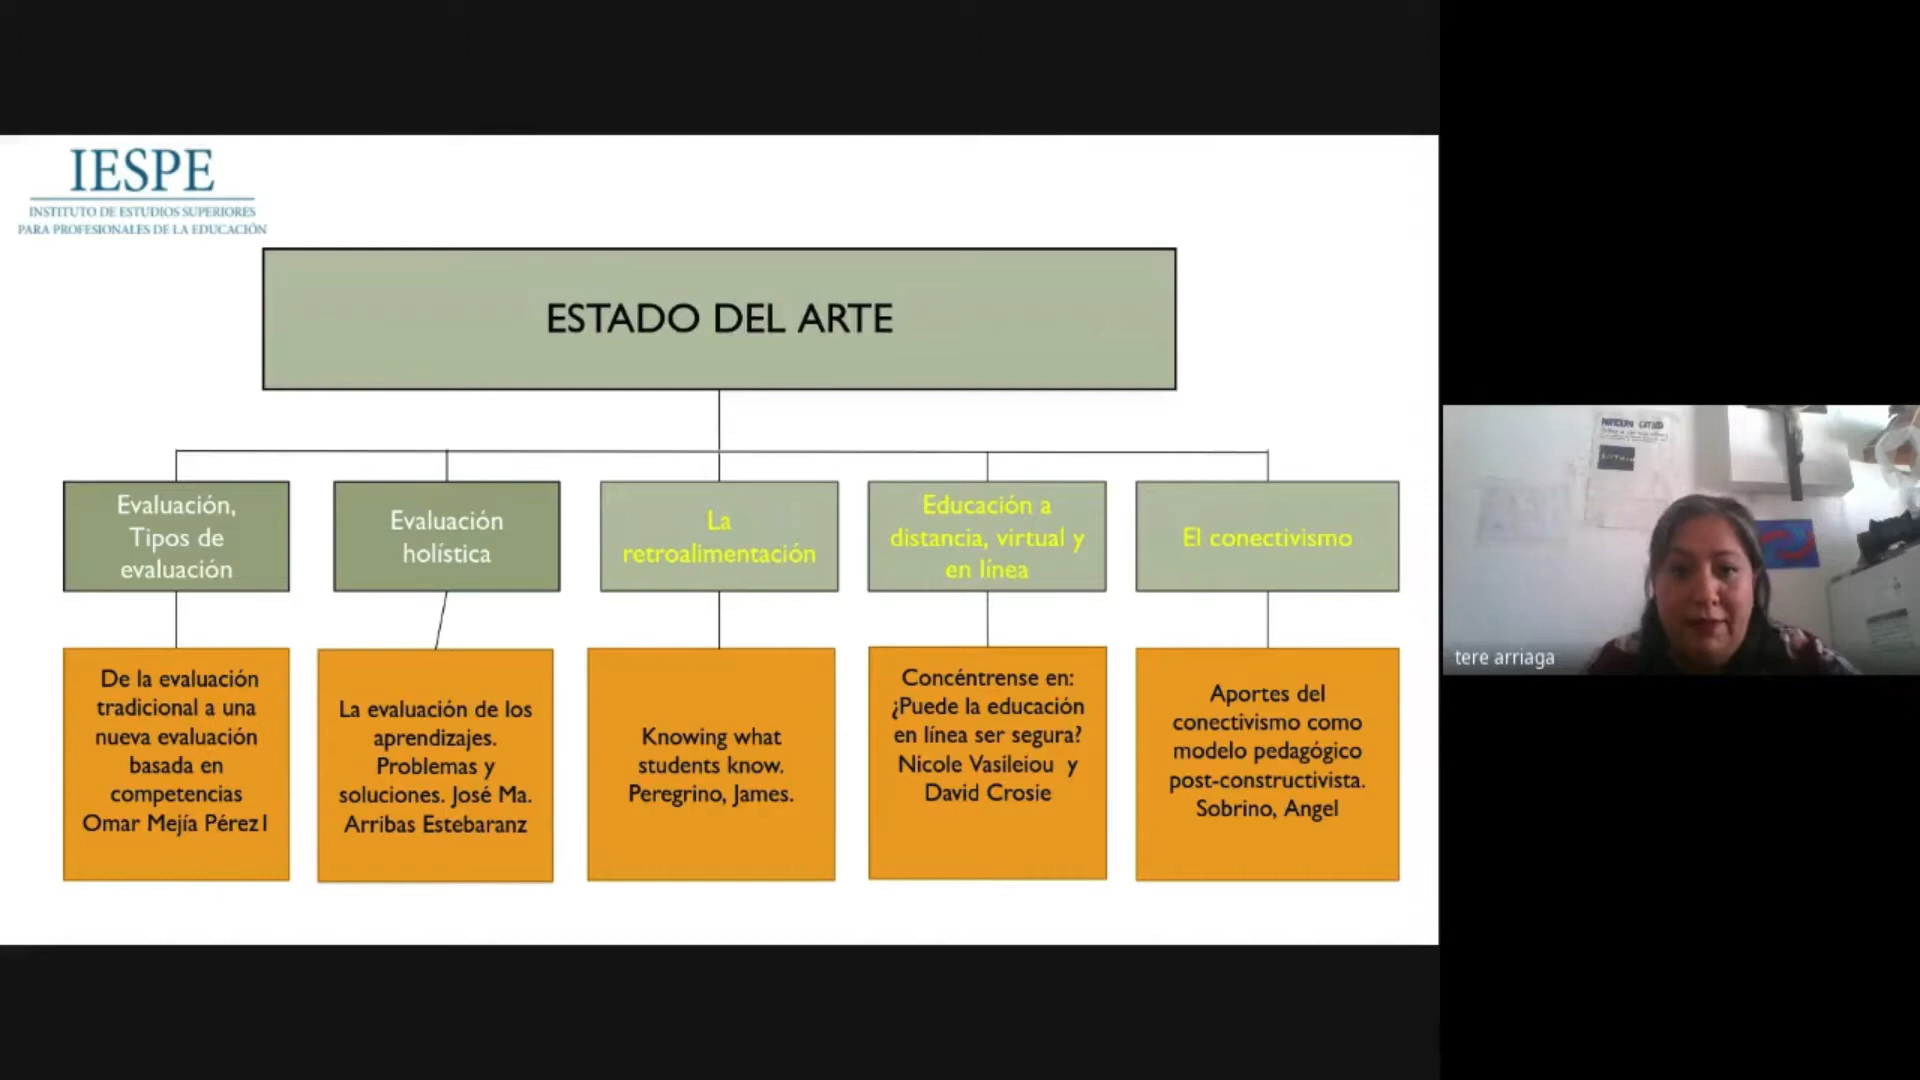 IESPE
INSTITUTO DE ESTUDIOS SUPERIORES
PARA PROFESIONALES DE LA EDUCACIÓN
ESTADO DEL ARTE
Evaluación,
Tipos de
evaluación
Evaluación
holística
La
retroalimentación
Educación a
distancia, virtual y
en línea
El conectivismo
De la evaluación
tradicional a una
nueva evaluación
basada en
competencias
Omar Mejía Pérez1
La evaluación de los
aprendizajes.
Problemas y
soluciones. José Ma.
Arribas Estebaranz
Knowing what
students know.
Peregrino, James.
Concéntrense en:
¿Puede la educación
en línea ser segura?
Nicole Vasileiou y
David Crosie
Aportes del
conectivismo como
modelo pedagógico
post-constructivista.
Sobrino, Angel
tere arriaga